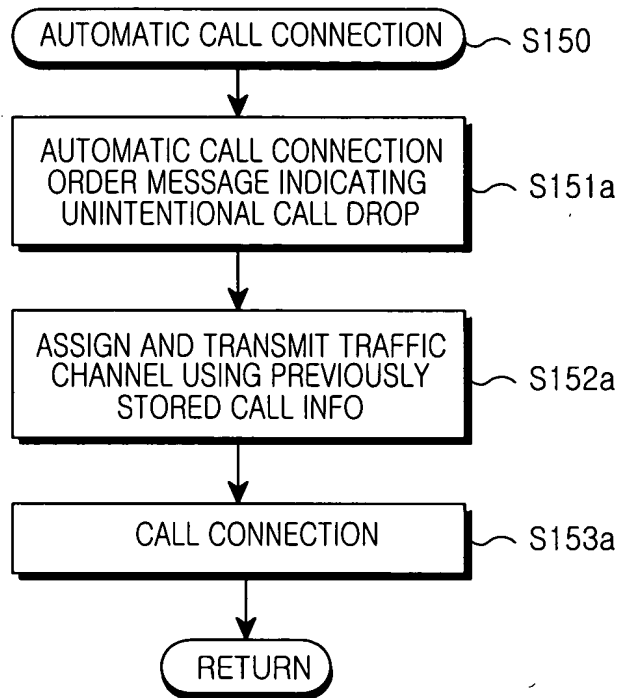 AUTOMATIC CALL CONNECTION
S150
AUTOMATIC CALL CONNECTION
ORDER MESSAGE INDICATING
UNINTENTIONAL CALL DROP
S151a
ASSIGN AND TRANSMIT TRAFFIC
CHANNEL USING PREVIOUSLY
STORED CALL INFO
S152a
CALL CONNECTION
S153a
RETURN